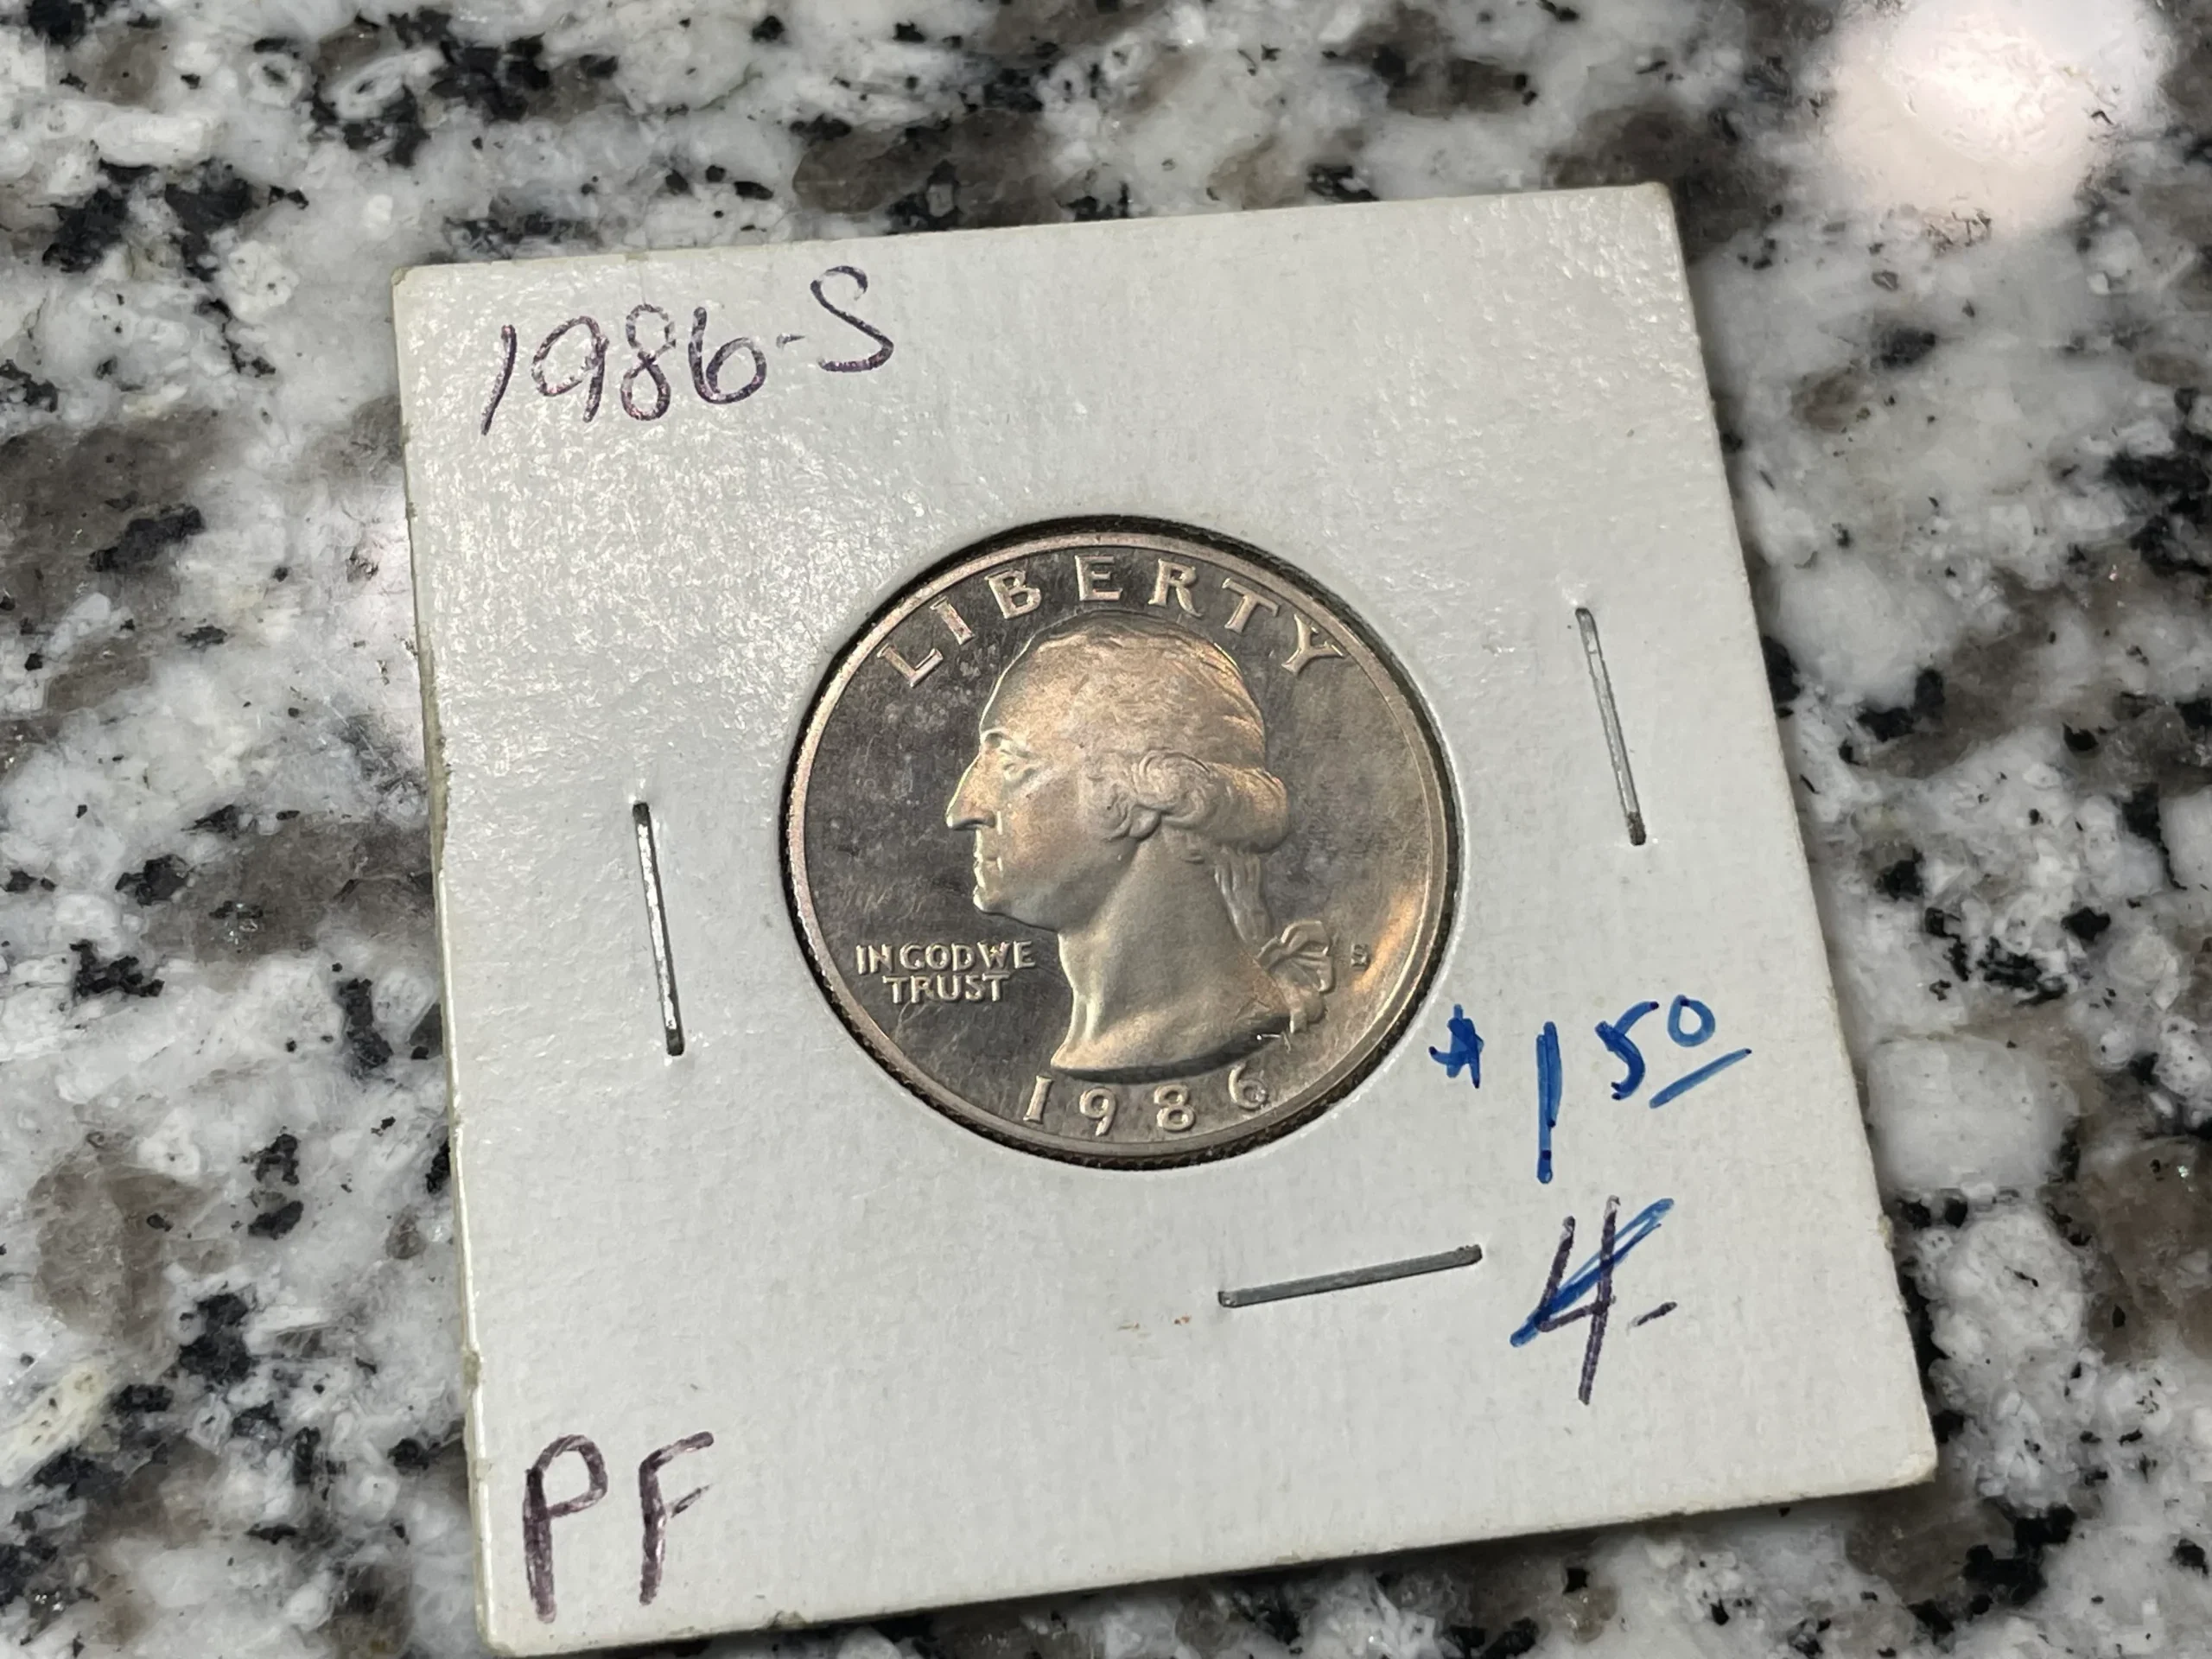 1986-S
LIBERTY
IN GOD WE
TRUST
S
1986
$1.50
4.-
PF